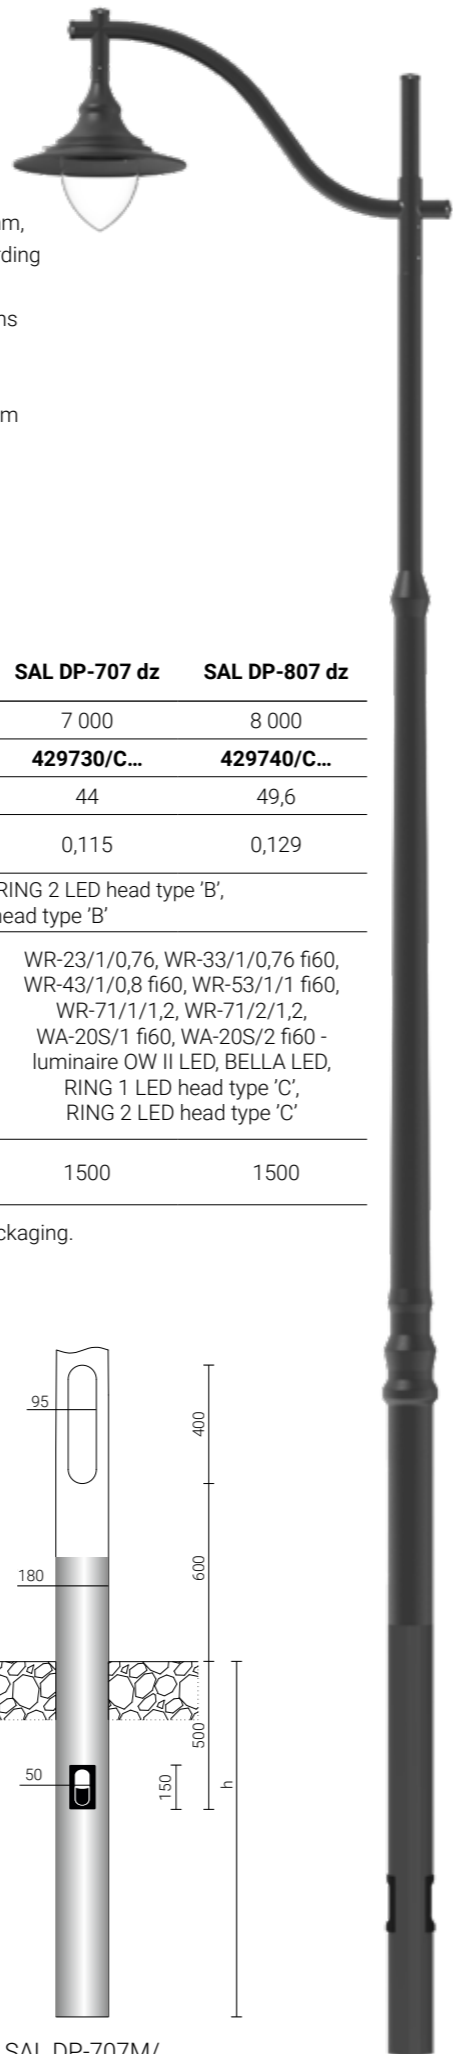 rding
ns
SAL DP-707 dz SAL DP-807 dz
7 000 8 000
429730/C... 429740/C...
44 49,6
0,115 0,129
RING 2 LED head type 'B',
head type 'B'
WR-23/1/0,76, WR-33/1/0,76 fi60,
WR-43/1/0,8 fi60, WR-53/1/1 fi60,
WR-71/1/1,2, WR-71/2/1,2,
WA-20S/1 fi60, WA-20S/2 fi60 -
luminaire OW II LED, BELLA LED,
RING 1 LED head type 'C',
RING 2 LED head type 'C'
1500 1500
ckaging.
95
400
180
600
500
50
150
h
SAL DP-707M/